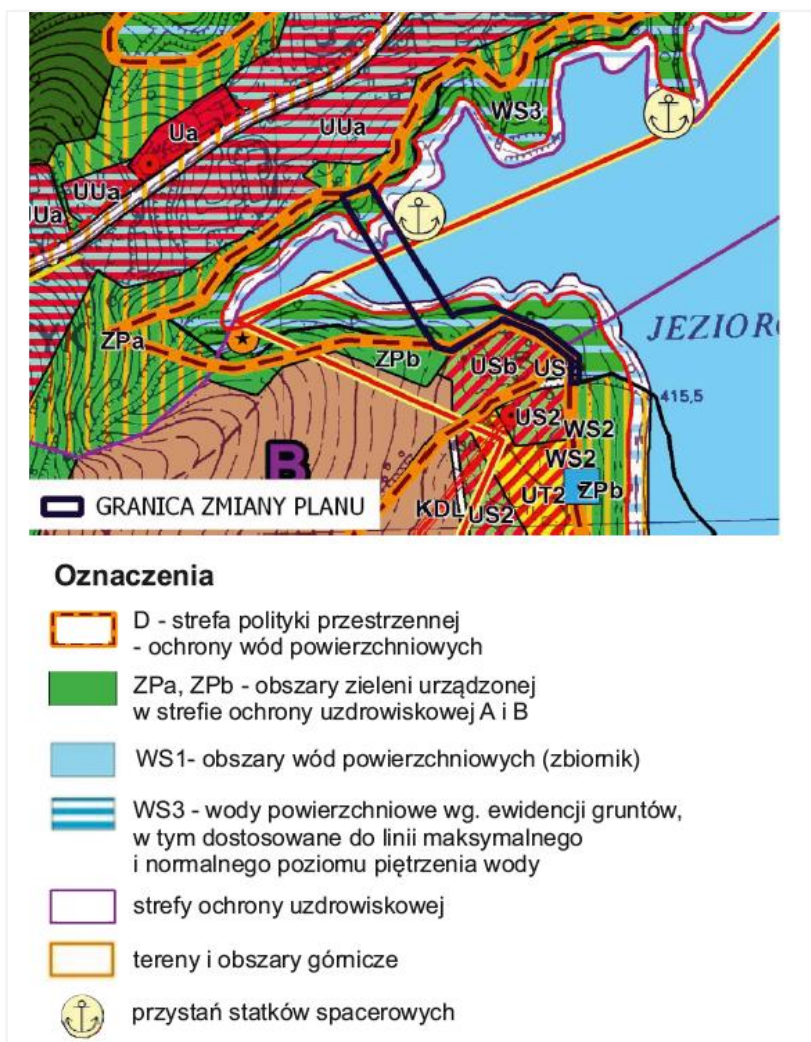 WS3
Ua
UUa
UUa
UUa
JEZIOR
ZPa
ZPb
USb
US
415,5
US2
WS2
WS2
B
UT2
ZPb
KDL
US2
GRANICA ZMIANY PLANU
Oznaczenia
D - strefa polityki przestrzennej
- ochrony wód powierzchniowych
ZPa, ZPb - obszary zieleni urządzonej
w strefie ochrony uzdrowiskowej A i B
WS1- obszary wód powierzchniowych (zbiornik)
WS3 - wody powierzchniowe wg. ewidencji gruntów,
w tym dostosowane do linii maksymalnego
i normalnego poziomu piętrzenia wody
strefy ochrony uzdrowiskowej
tereny i obszary górnicze
przystań statków spacerowych